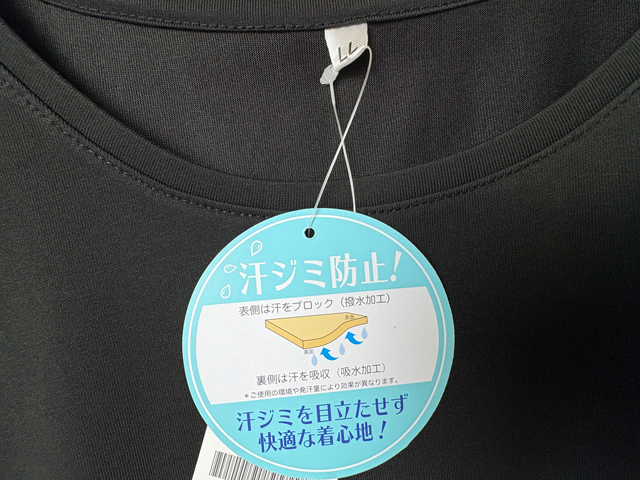 LL
汗ジミ防止!
表側は汗をブロック（撥水加工）
表面
裏面
裏側は汗を吸収（吸水加工）
＊ご使用の環境や発汗量により効果が異なります。
汗ジミを目立たせず
快適な着心地！